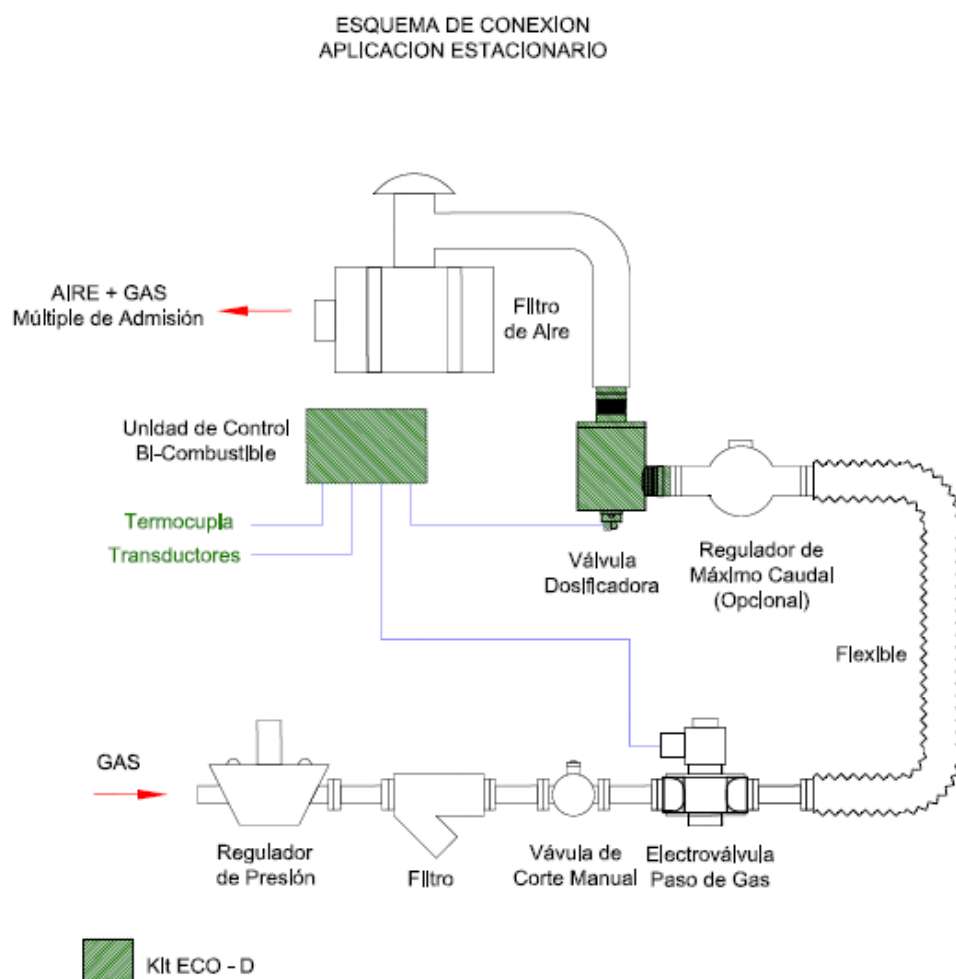 ESQUEMA DE CONEXION
APLICACION ESTACIONARIO
AIRE + GAS
Múltiple de Admisión
Filtro
de Aire
Unidad de Control
Bi-Combustible
Termocupla
Transductores
Válvula
Dosificadora
Regulador de
Máximo Caudal
(Opcional)
Flexible
GAS
Regulador
de Presión
Filtro
Vávula de
Corte Manual
Electroválvula
Paso de Gas
Kit ECO - D